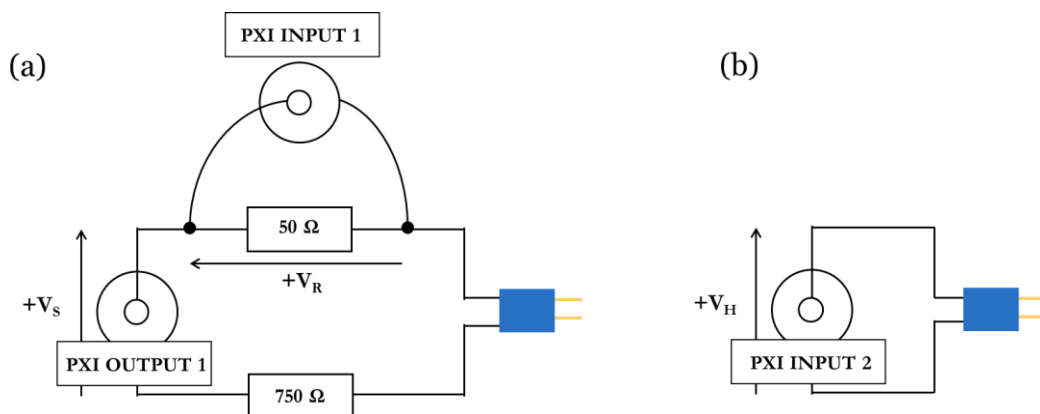 PXI INPUT 1
(a)
(b)
50 Ω
+V_R
+V_S
PXI OUTPUT 1
750 Ω
+V_H
PXI INPUT 2